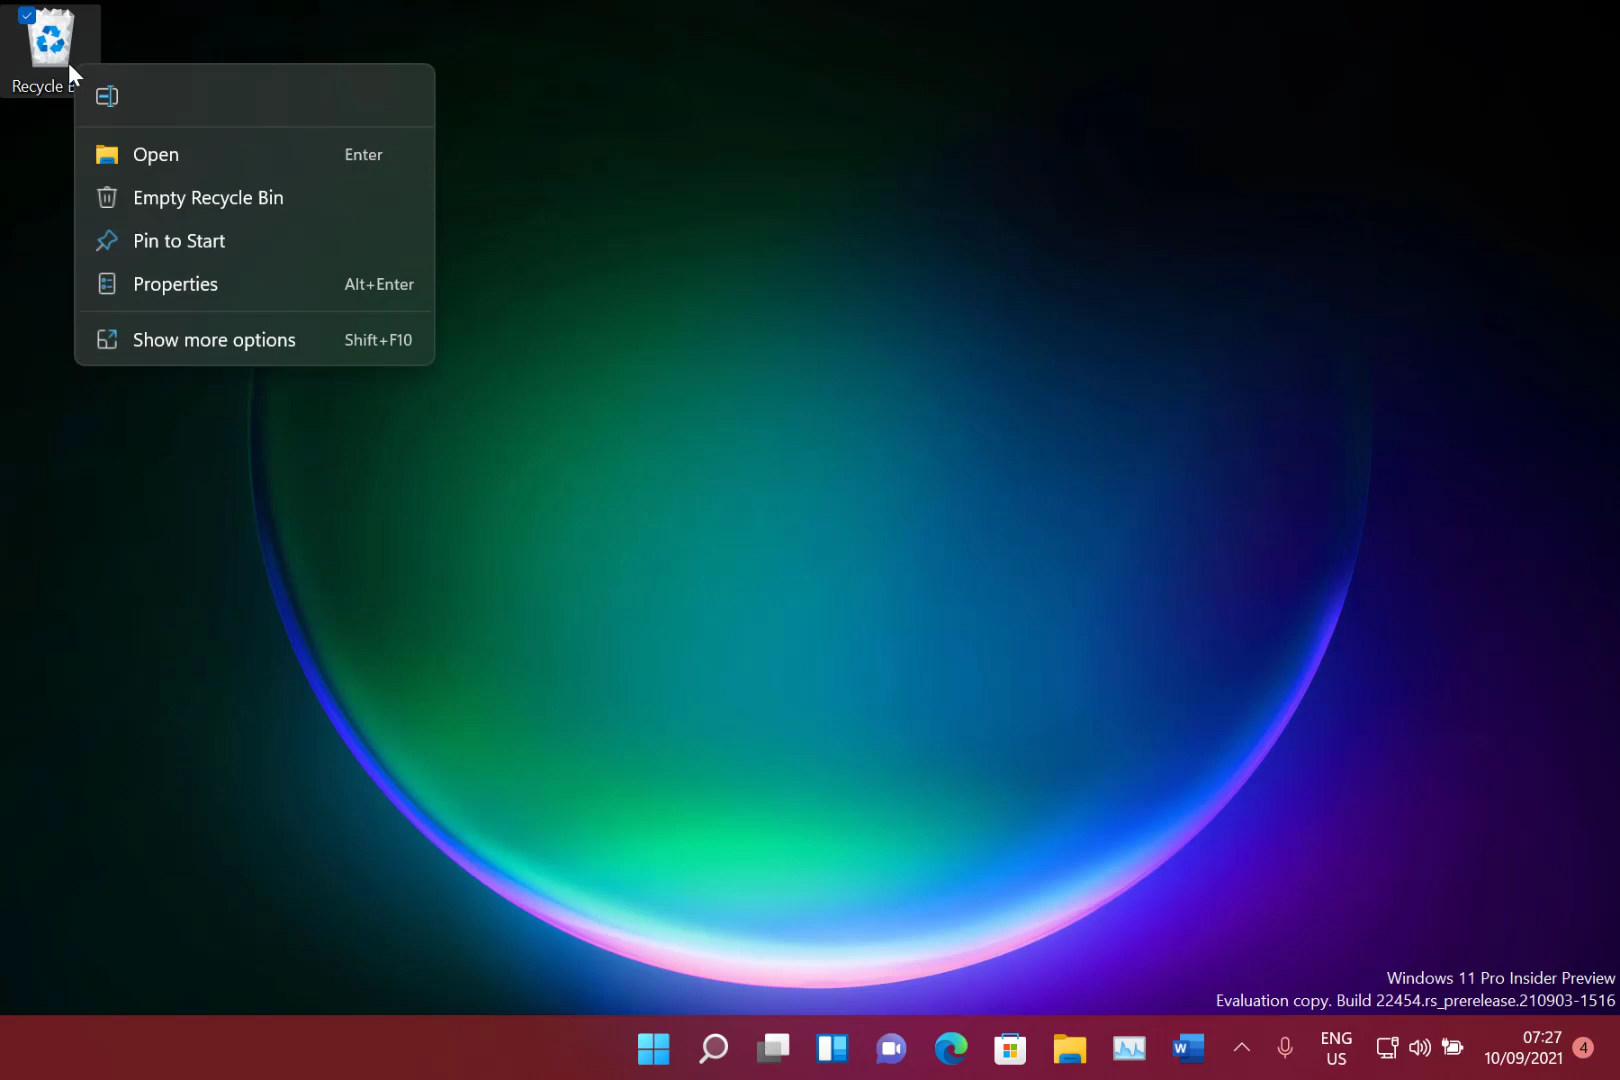 Recycle
Open Enter
Empty Recycle Bin
Pin to Start
Properties Alt+Enter
Show more options Shift+F10
Windows 11 Pro Insider Preview
Evaluation copy. Build 22454.rs_prerelease.210903-1516
W
ENG
US
07:27
10/09/2021
4